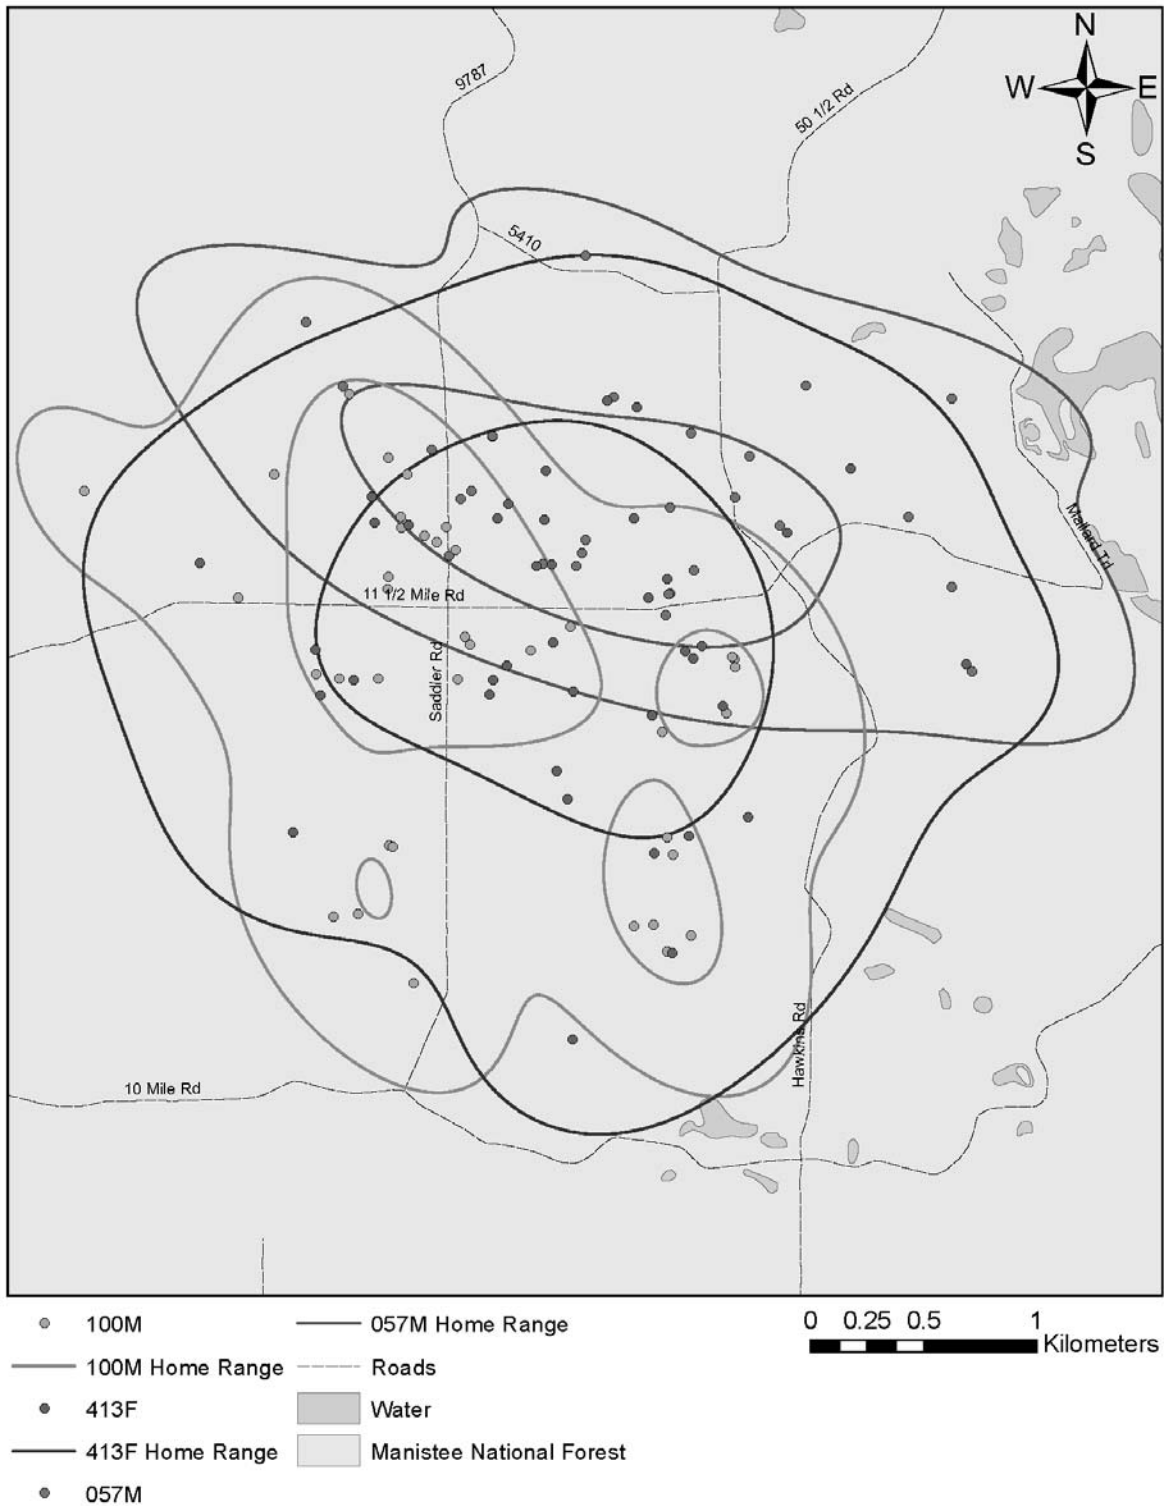 N
9787
50 1/2 Rd
W
E
S
5410
Mallard Trl
11 1/2 Mile Rd
Saddler Rd
Hawkins Rd
10 Mile Rd
100M
057M Home Range
0 0.25 0.5 1
Kilometers
100M Home Range
Roads
413F
Water
413F Home Range
Manistee National Forest
057M